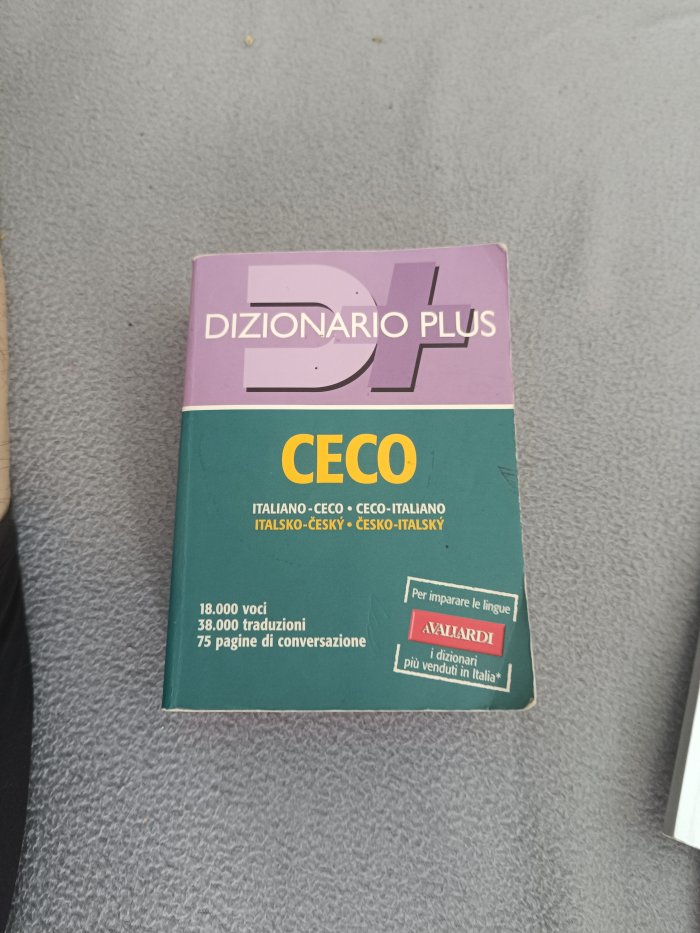 D+
DIZIONARIO PLUS
CECO
ITALIANO-CECO • CECO-ITALIANO
ITALSKO-ČESKÝ • ČESKO-ITALSKÝ
18.000 voci
38.000 traduzioni
75 pagine di conversazione
Per imparare le lingue
A.VALLARDI
i dizionari
più venduti in Italia*